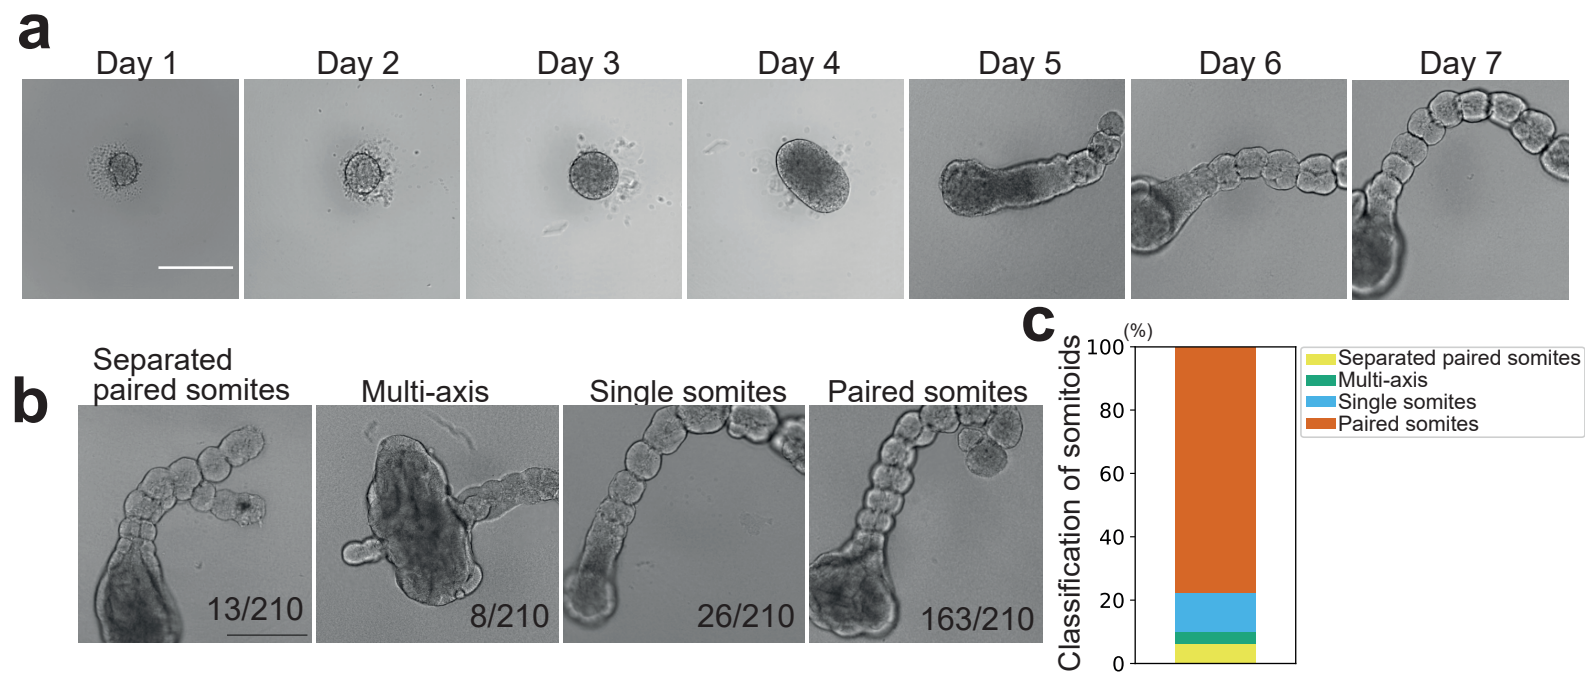 a
Day 1
Day 2
Day 3
Day 4
Day 5
Day 6
Day 7
b
Separated
paired somites
Multi-axis
Single somites
Paired somites
13/210
8/210
26/210
163/210
c
(%)
Classification of somitoids
100
80
60
40
20
0
Separated paired somites
Multi-axis
Single somites
Paired somites